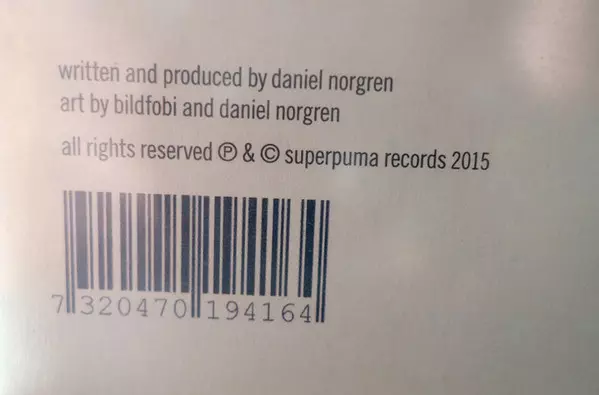 written and produced by daniel norgren
art by bildfobi and daniel norgren
all rights reserved ℗ & © superpuma records 2015
7 320470 194164